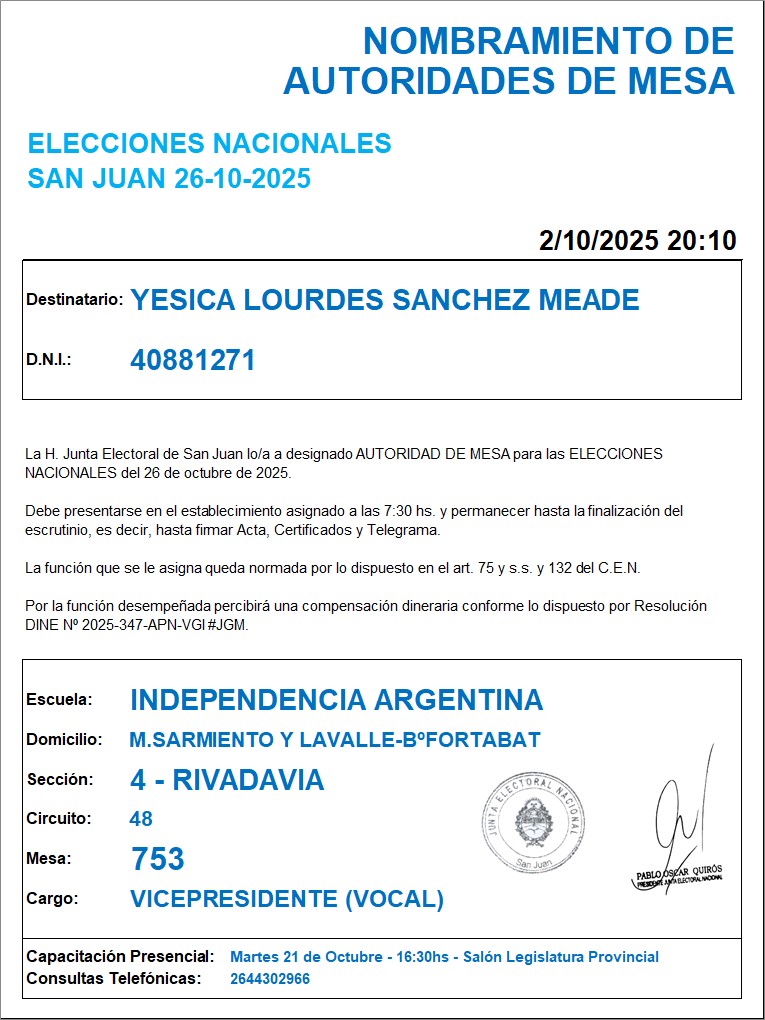 NOMBRAMIENTO DE
AUTORIDADES DE MESA
ELECCIONES NACIONALES
SAN JUAN 26-10-2025
2/10/2025 20:10
Destinatario: YESICA LOURDES SANCHEZ MEADE
D.N.I.: 40881271
La H. Junta Electoral de San Juan lo/a a designado AUTORIDAD DE MESA para las ELECCIONES
NACIONALES del 26 de octubre de 2025.
Debe presentarse en el establecimiento asignado a las 7:30 hs. y permanecer hasta la finalización del
escrutinio, es decir, hasta firmar Acta, Certificados y Telegrama.
La función que se le asigna queda normada por lo dispuesto en el art. 75 y s.s. y 132 del C.E.N.
Por la función desempeñada percibirá una compensación dineraria conforme lo dispuesto por Resolución
DINE Nº 2025-347-APN-VGI#JGM.
Escuela: INDEPENDENCIA ARGENTINA
Domicilio: M.SARMIENTO Y LAVALLE-BºFORTABAT
Sección: 4 - RIVADAVIA
Circuito: 48
Mesa: 753
Cargo: VICEPRESIDENTE (VOCAL)
JUNTA ELECTORAL NACIONAL
San Juan
PABLO OSCAR QUIRÓS
PRESIDENTE JUNTA ELECTORAL NACIONAL
Capacitación Presencial: Martes 21 de Octubre - 16:30hs - Salón Legislatura Provincial
Consultas Telefónicas: 2644302966